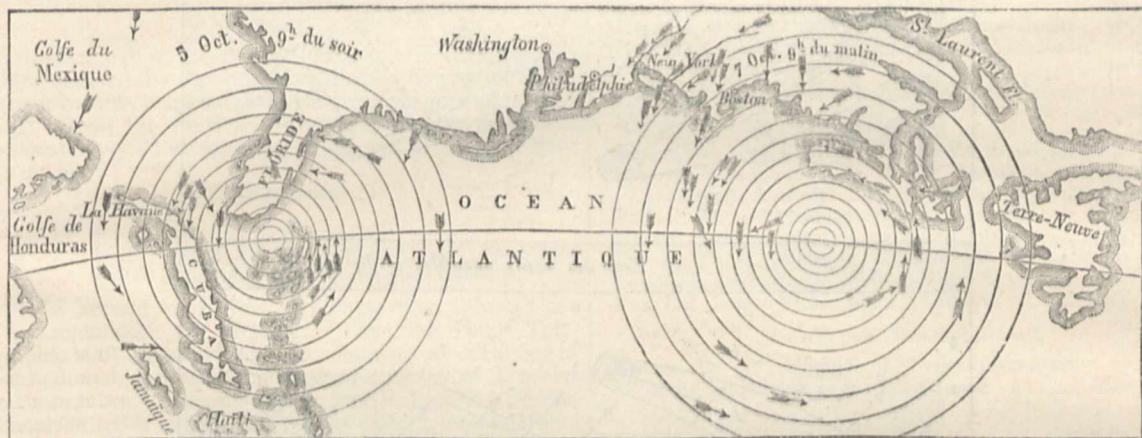 Golfe du
Mexique
5 Oct. 9h du soir
Washington
Philadelphie
New York
7 Oct. 9h du matin
Boston
St Laurent Fl.
FLORIDE
La Havane
Golfe de
Honduras
CUBA
Jamaïque
Haïti
OCEAN
ATLANTIQUE
Terre-Neuve